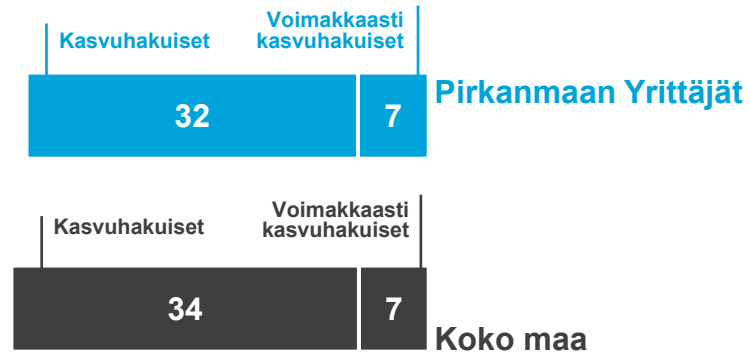 Kasvuhakuiset
Voimakkaasti
kasvuhakuiset
32
7
Pirkanmaan Yrittäjät
Kasvuhakuiset
Voimakkaasti
kasvuhakuiset
34
7
Koko maa